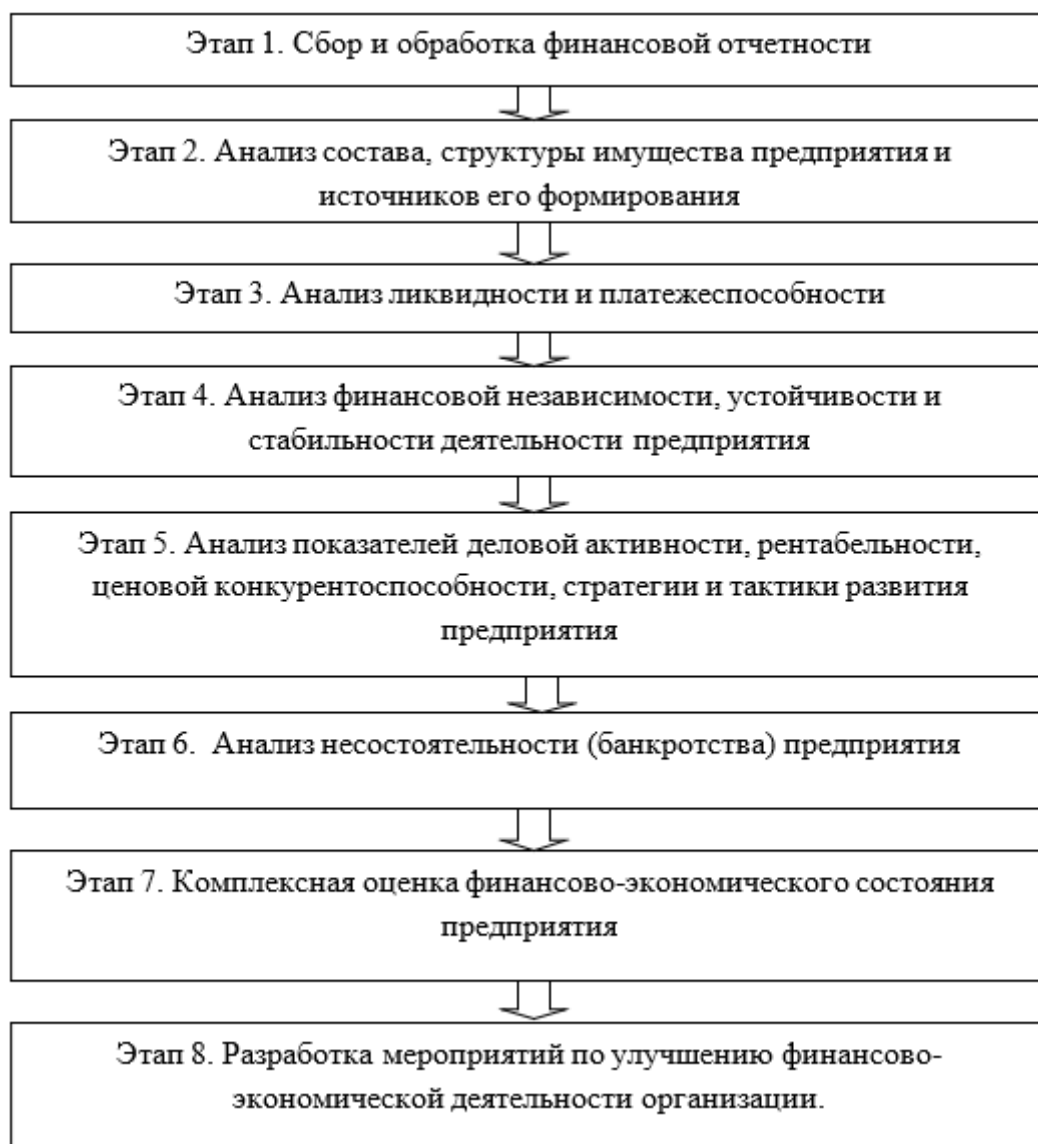 Этап 1. Сбор и обработка финансовой отчетности
Этап 2. Анализ состава, структуры имущества предприятия и
источников его формирования
Этап 3. Анализ ликвидности и платежеспособности
Этап 4. Анализ финансовой независимости, устойчивости и
стабильности деятельности предприятия
Этап 5. Анализ показателей деловой активности, рентабельности,
ценовой конкурентоспособности, стратегии и тактики развития
предприятия
Этап 6. Анализ несостоятельности (банкротства) предприятия
Этап 7. Комплексная оценка финансово-экономического состояния
предприятия
Этап 8. Разработка мероприятий по улучшению финансово-
экономической деятельности организации.